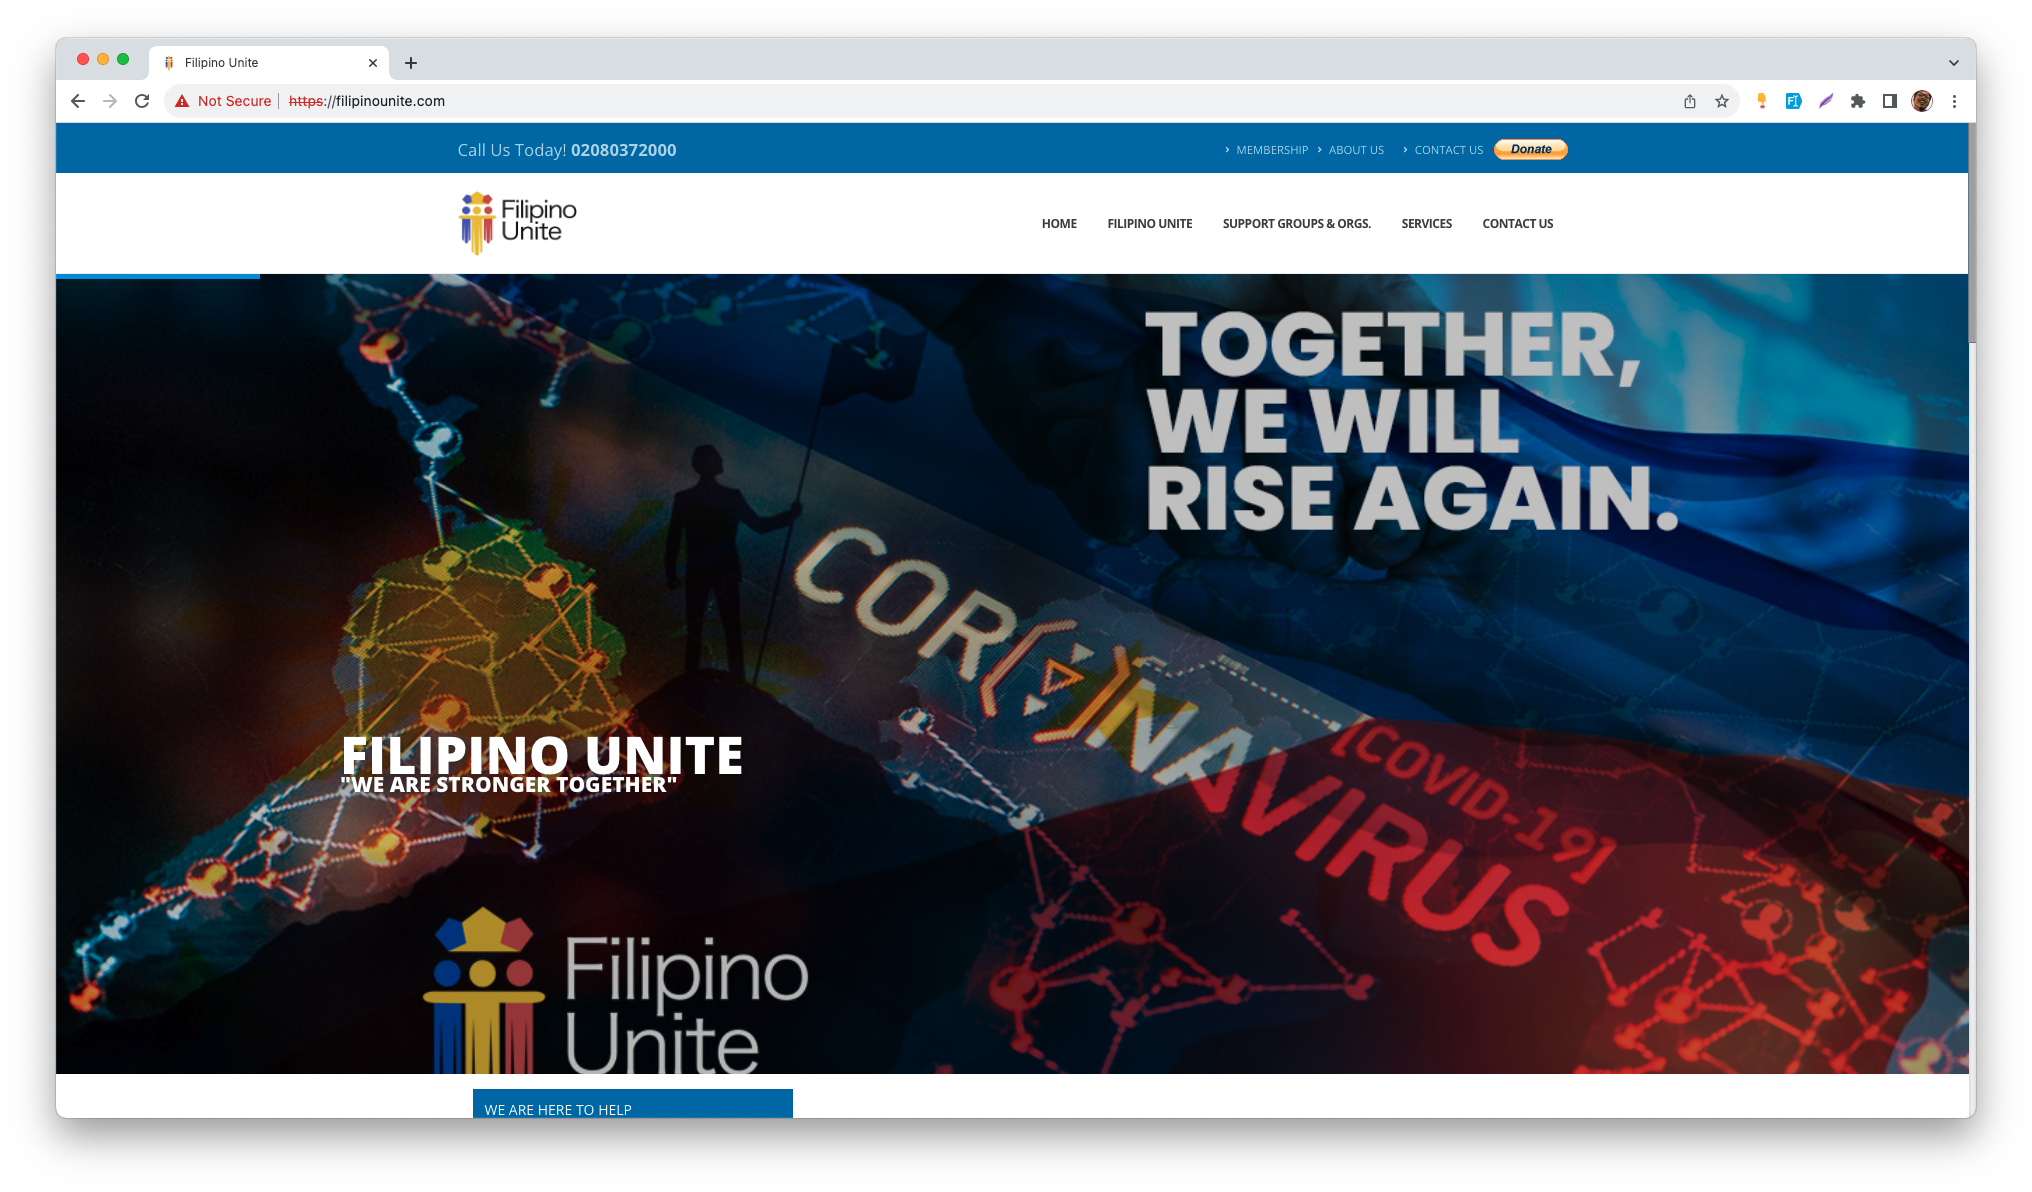 Filipino Unite
Not Secure
https://filipinounite.com
Call Us Today! 02080372000
› MEMBERSHIP › ABOUT US › CONTACT US Donate
Filipino
Unite
HOME FILIPINO UNITE SUPPORT GROUPS & ORGS. SERVICES CONTACT US
TOGETHER,
WE WILL
RISE AGAIN.
CORONAVIRUS
[COVID-19]
FILIPINO UNITE
"WE ARE STRONGER TOGETHER"
Filipino
Unite
WE ARE HERE TO HELP